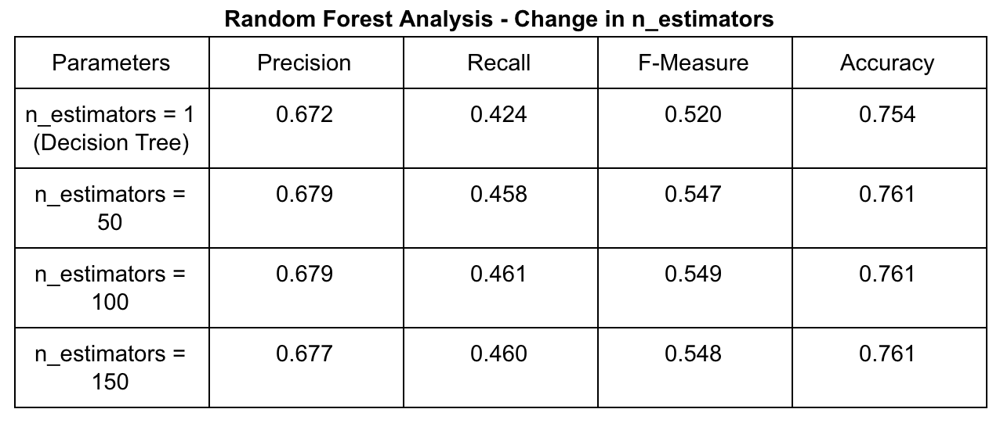 Random Forest Analysis - Change in n_estimators
Parameters Precision Recall F-Measure Accuracy
n_estimators = 1 0.672 0.424 0.520 0.754
(Decision Tree)
n_estimators = 0.679 0.458 0.547 0.761
50
n_estimators = 0.679 0.461 0.549 0.761
100
n_estimators = 0.677 0.460 0.548 0.761
150